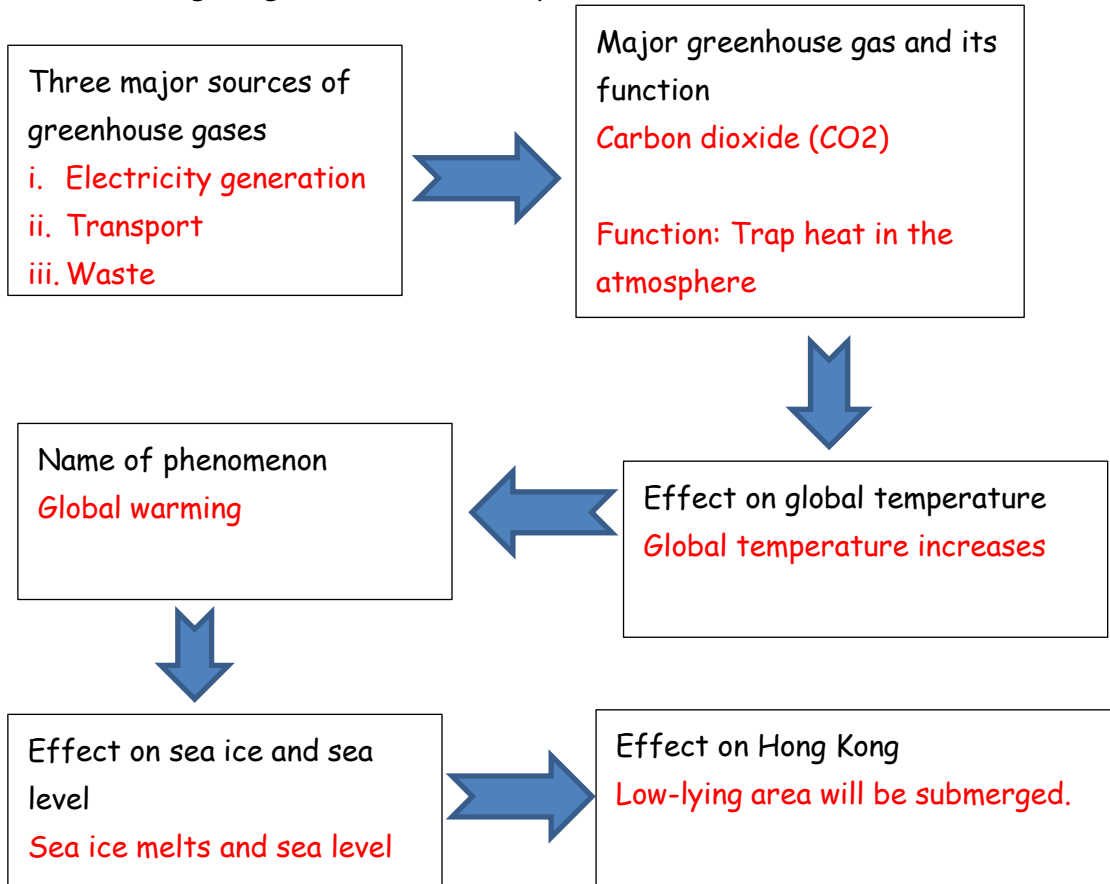 Three major sources of
greenhouse gases
i. Electricity generation
ii. Transport
iii. Waste
Major greenhouse gas and its
function
Carbon dioxide (CO2)
Function: Trap heat in the
atmosphere
Effect on global temperature
Global temperature increases
Name of phenomenon
Global warming
Effect on sea ice and sea
level
Sea ice melts and sea level
Effect on Hong Kong
Low-lying area will be submerged.